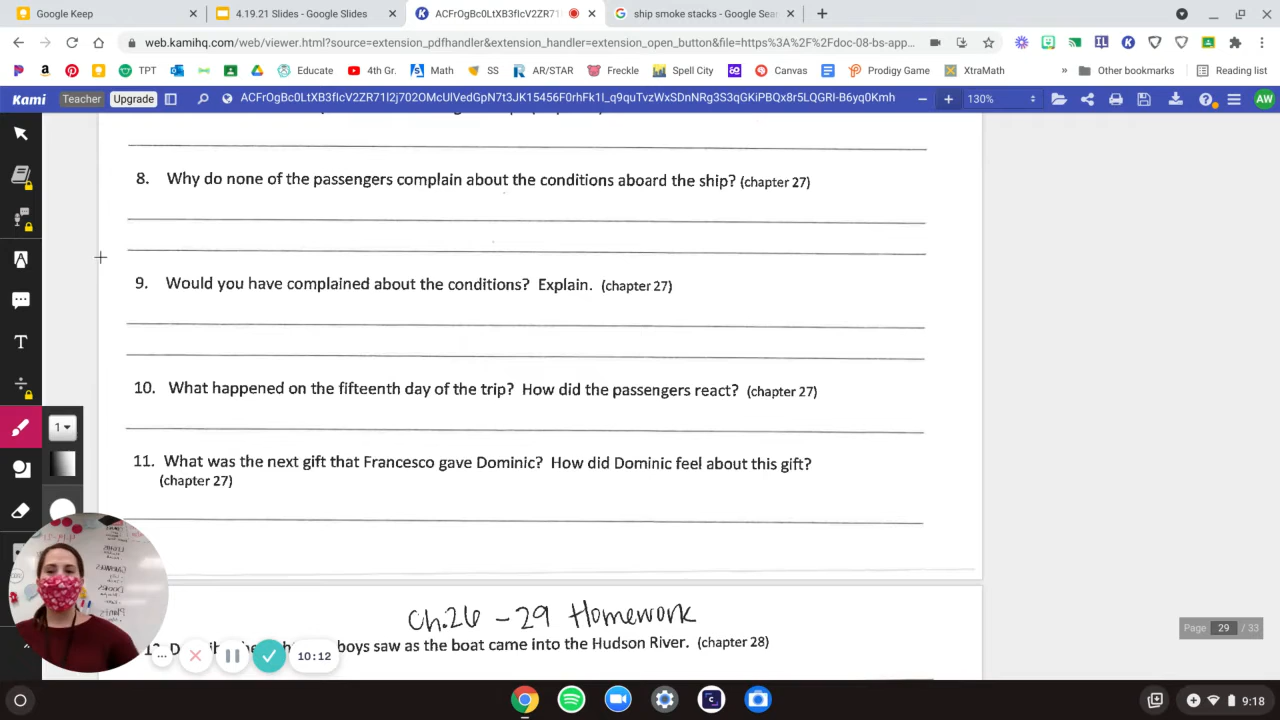 Google Keep
4.19.21 Slides - Google Slides
ACFrOgBc0LtXB3fIcV2ZR71
ship smoke stacks - Google Sea
web.kamihq.com/web/viewer.html?source=extension_pdfhandler&extension_handler=extension_open_button&file=https%3A%2F%2Fdoc-08-bs-app...
TPT
Educate
4th Gr.
Math
SS
AR/STAR
Freckle
Spell City
Canvas
Prodigy Game
XtraMath
» Other bookmarks
Reading list
Kami Teacher Upgrade
130%
AW
8. Why do none of the passengers complain about the conditions aboard the ship? (chapter 27)
9. Would you have complained about the conditions? Explain. (chapter 27)
10. What happened on the fifteenth day of the trip? How did the passengers react? (chapter 27)
11. What was the next gift that Francesco gave Dominic? How did Dominic feel about this gift?
(chapter 27)
1
Ch.26 - 29 Homework
boys saw as the boat came into the Hudson River. (chapter 28)
Page 29 / 33
... 10:12
9:18